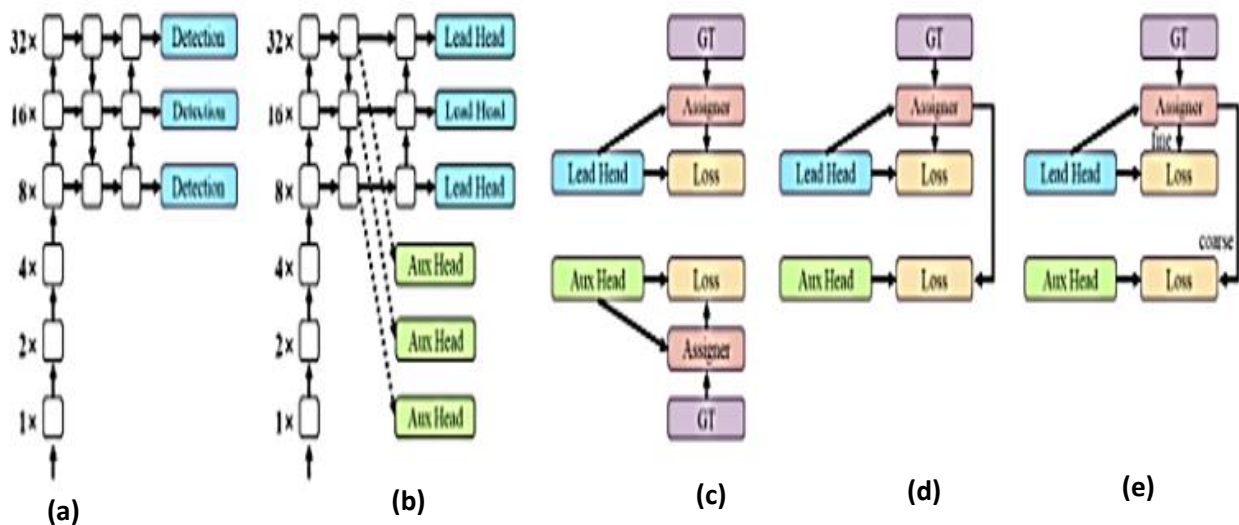 32×
Detection
16×
Detection
8×
Detection
4×
2×
1×
(a)
32×
Lead Head
16×
Lead Head
8×
Lead Head
4×
Aux Head
2×
Aux Head
1×
Aux Head
(b)
GT
Assigner
Lead Head
Loss
Aux Head
Loss
Assigner
GT
(c)
GT
Assigner
Lead Head
Loss
Aux Head
Loss
(d)
GT
Assigner
fine
Lead Head
Loss
coarse
Aux Head
Loss
(e)